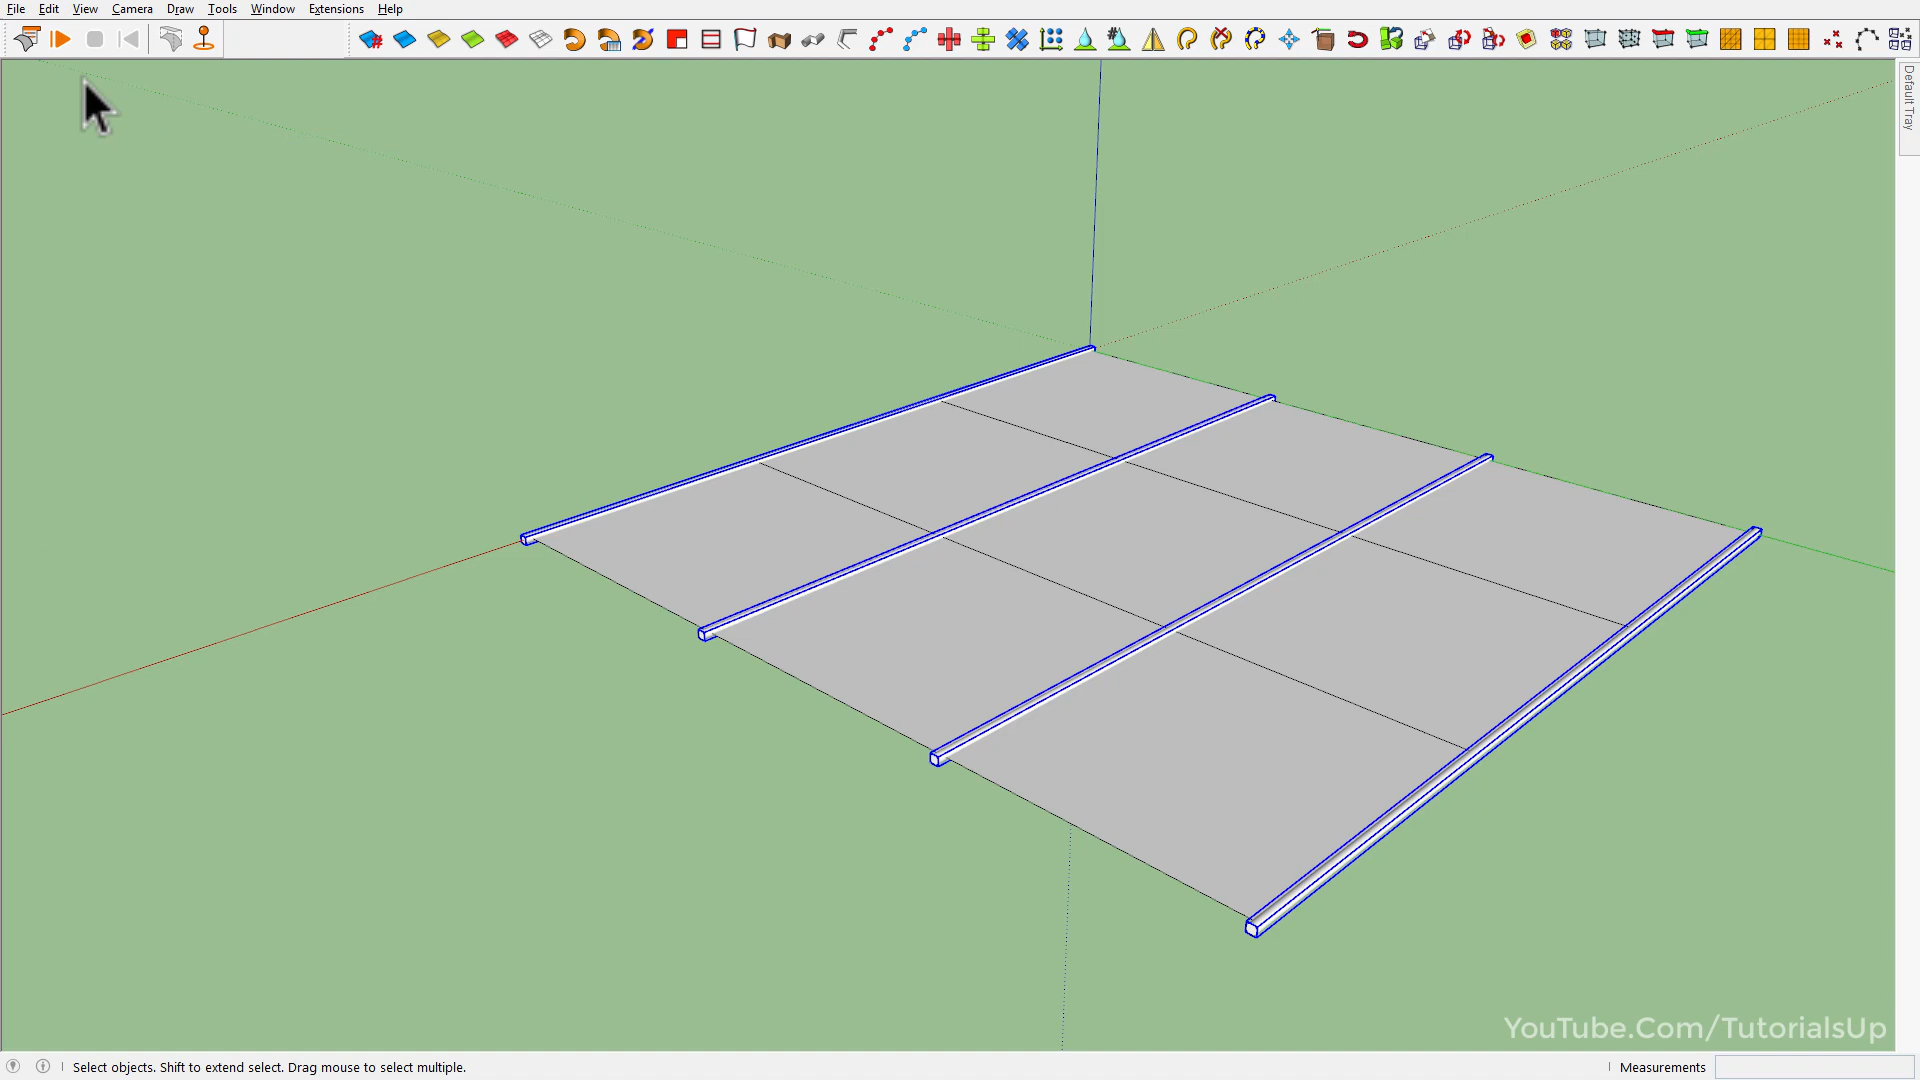 File Edit View Camera Draw Tools Window Extensions Help
Default Tray
YouTube.Com/TutorialsUp
Select objects. Shift to extend select. Drag mouse to select multiple.
Measurements